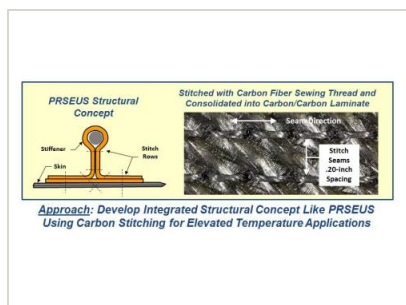 PRSEUS Structural
Concept
Stiffener
Skin
Stitch
Rows
Stitched with Carbon Fiber Sewing Thread and
Consolidated into Carbon/Carbon Laminate
Seam Direction
Stitch
Seams
.20-inch
Spacing
Approach: Develop Integrated Structural Concept Like PRSEUS
Using Carbon Stitching for Elevated Temperature Applications